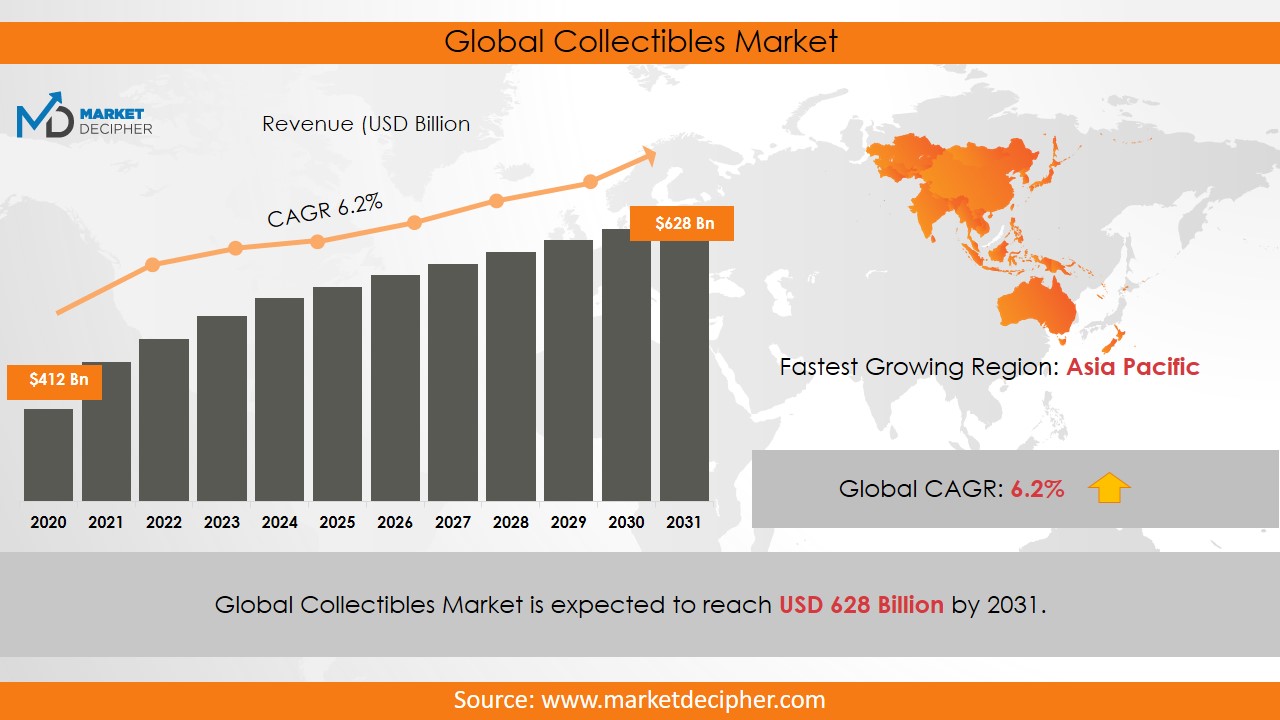 Global Collectibles Market
MARKET
DECIPHER
Revenue (USD Billion
CAGR 6.2%
$628 Bn
$412 Bn
2020 2021 2022 2023 2024 2025 2026 2027 2028 2029 2030 2031
Fastest Growing Region: Asia Pacific
Global CAGR: 6.2%
Global Collectibles Market is expected to reach USD 628 Billion by 2031.
Source: www.marketdecipher.com